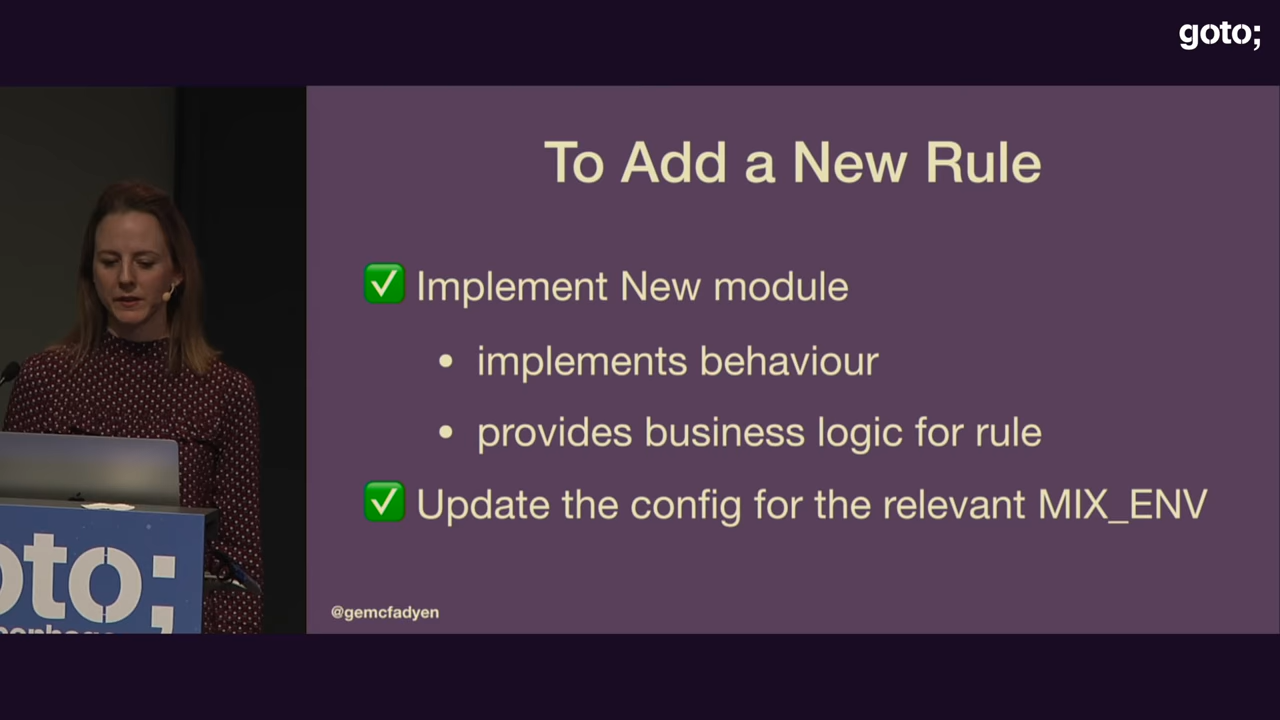 goto;
To Add a New Rule
✅ Implement New module
• implements behaviour
• provides business logic for rule
✅ Update the config for the relevant MIX_ENV
@gemcfadyen
oto;